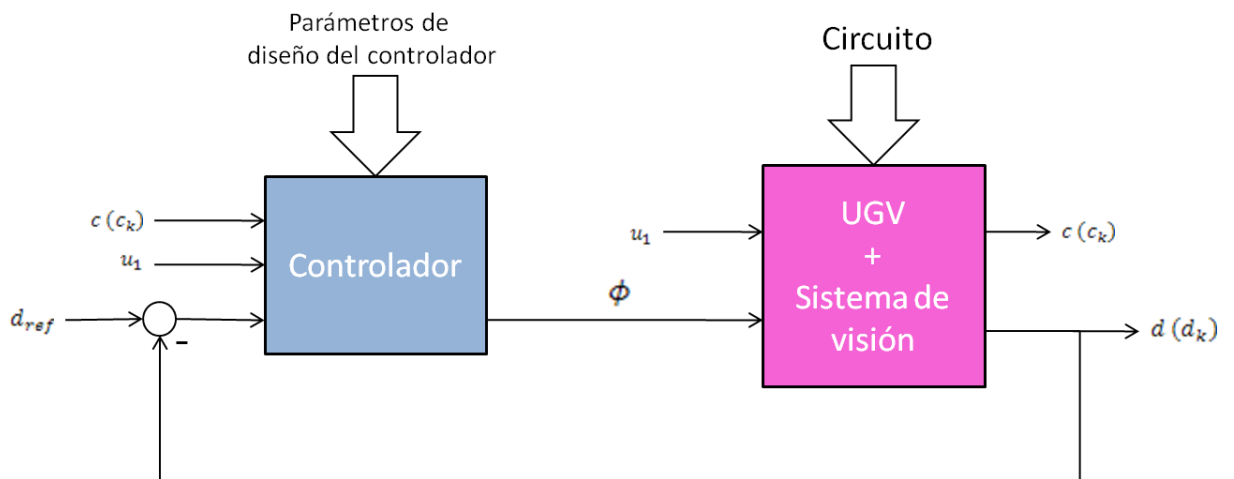 Parámetros de
diseño del controlador
Circuito
c (c_k)
u_1
d_ref
-
Controlador
ϕ
u_1
UGV
+
Sistema de
visión
c (c_k)
d (d_k)